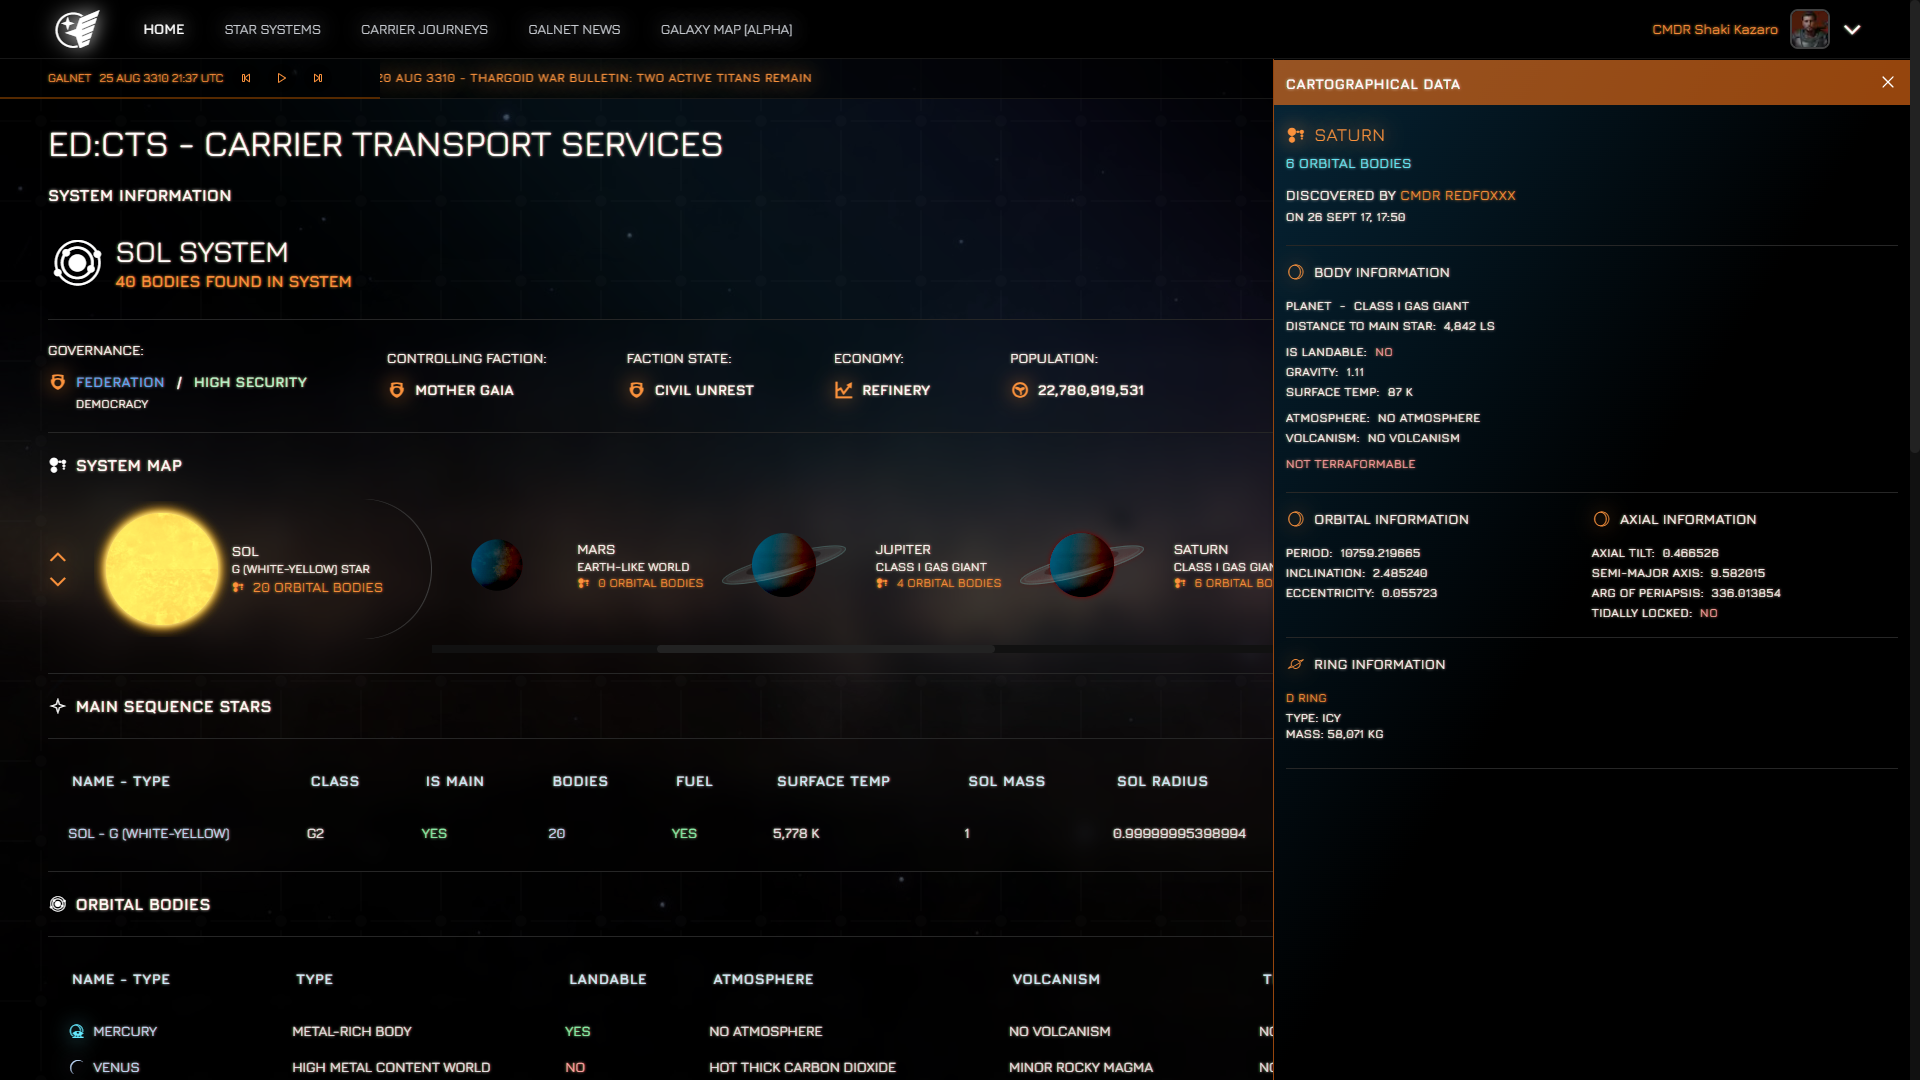 HOME
STAR SYSTEMS
CARRIER JOURNEYS
GALNET NEWS
GALAXY MAP [ALPHA]
CMDR Shaki Kazaro
GALNET 25 AUG 3310 21:37 UTC
20 AUG 3310 - THARGOID WAR BULLETIN: TWO ACTIVE TITANS REMAIN
ED:CTS - CARRIER TRANSPORT SERVICES
SYSTEM INFORMATION
SOL SYSTEM
40 BODIES FOUND IN SYSTEM
GOVERNANCE:
FEDERATION / HIGH SECURITY
DEMOCRACY
CONTROLLING FACTION:
MOTHER GAIA
FACTION STATE:
CIVIL UNREST
ECONOMY:
REFINERY
POPULATION:
22,780,919,531
SYSTEM MAP
SOL
G (WHITE-YELLOW) STAR
20 ORBITAL BODIES
MARS
EARTH-LIKE WORLD
0 ORBITAL BODIES
JUPITER
CLASS I GAS GIANT
4 ORBITAL BODIES
SATURN
CLASS I GAS GIAN
6 ORBITAL BO
MAIN SEQUENCE STARS
NAME - TYPE CLASS IS MAIN BODIES FUEL SURFACE TEMP SOL MASS SOL RADIUS
SOL - G (WHITE-YELLOW) G2 YES 20 YES 5,778 K 1 0.99999995398994
ORBITAL BODIES
NAME - TYPE TYPE LANDABLE ATMOSPHERE VOLCANISM T
MERCURY METAL-RICH BODY YES NO ATMOSPHERE NO VOLCANISM NO
VENUS HIGH METAL CONTENT WORLD NO HOT THICK CARBON DIOXIDE MINOR ROCKY MAGMA NO
CARTOGRAPHICAL DATA
SATURN
6 ORBITAL BODIES
DISCOVERED BY CMDR REDFOXXX
ON 26 SEPT 17, 17:50
BODY INFORMATION
PLANET - CLASS I GAS GIANT
DISTANCE TO MAIN STAR: 4,842 LS
IS LANDABLE: NO
GRAVITY: 1.11
SURFACE TEMP: 87 K
ATMOSPHERE: NO ATMOSPHERE
VOLCANISM: NO VOLCANISM
NOT TERRAFORMABLE
ORBITAL INFORMATION
PERIOD: 10759.219665
INCLINATION: 2.485240
ECCENTRICITY: 0.055723
AXIAL INFORMATION
AXIAL TILT: 0.466526
SEMI-MAJOR AXIS: 9.582015
ARG OF PERIAPSIS: 336.013854
TIDALLY LOCKED: NO
RING INFORMATION
D RING
TYPE: ICY
MASS: 58,071 KG